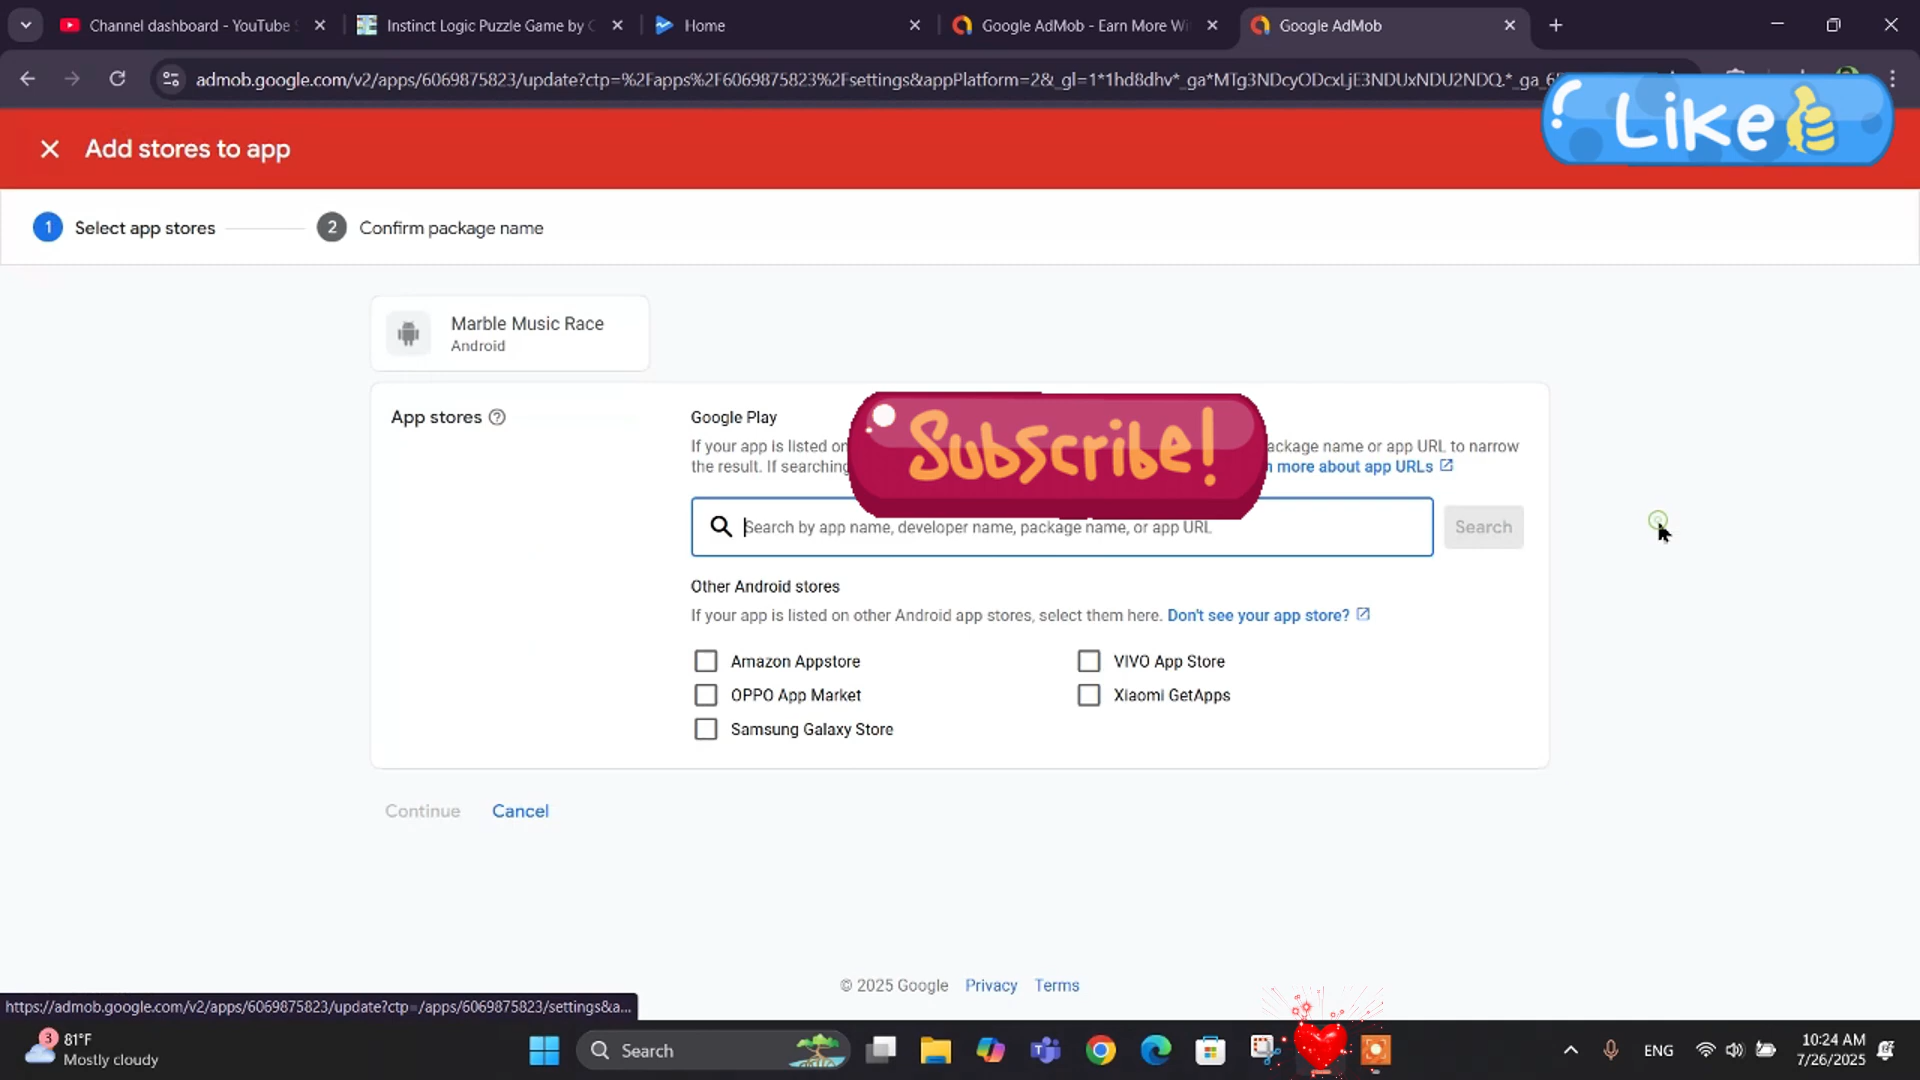 Channel dashboard - YouTube S
Instinct Logic Puzzle Game by
Home
Google AdMob - Earn More Wi
Google AdMob
admob.google.com/v2/apps/6069875823/update?ctp=%2Fapps%2F6069875823%2Fsettings&appPlatform=2&_gl=1*1hd8dhv*_ga*MTg3NDcyODcxLjE3NDUxNDU2NDQ.*_ga_6
Add stores to app
Like
1 Select app stores
2 Confirm package name
Marble Music Race
Android
App stores
Google Play
If your app is listed on
ackage name or app URL to narrow
the result. If searching
more about app URLs
Subscribe!
Search by app name, developer name, package name, or app URL
Search
Other Android stores
If your app is listed on other Android app stores, select them here. Don't see your app store?
Amazon Appstore
VIVO App Store
OPPO App Market
Xiaomi GetApps
Samsung Galaxy Store
Continue
Cancel
© 2025 Google Privacy Terms
https://admob.google.com/v2/apps/6069875823/update?ctp=/apps/6069875823/settings&a...
3
81°F
Mostly cloudy
Search
ENG
10:24 AM
7/26/2025